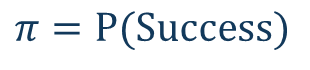 π = P(Success)